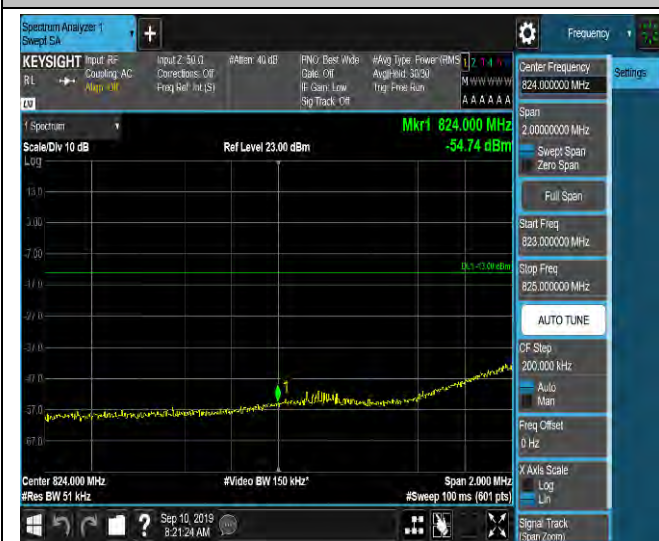 Spectrum Analyzer 1
Swept SA
+
Frequency
KEYSIGHT Input: RF
RL Coupling: AC
Align: Off
Input Z: 50 Ω
Corrections: Off
Freq Ref: Int (S)
#Atten: 40 dB
PNO: Best Wide
Gate: Off
IF Gain: Low
Sig Track: Off
#Avg Type: Power (RMS
Avg|Hold: 30/30
Trig: Free Run
M W W W W W
A A A A A A
1 Spectrum
Scale/Div 10 dB
Log
Ref Level 23.00 dBm
Mkr1 824.000 MHz
-54.74 dBm
13.0
3.00
-7.00
DL1 -13.00 dBm
-17.0
-27.0
-37.0
-47.0
1
-57.0
-67.0
Center 824.000 MHz
#Res BW 51 kHz
#Video BW 150 kHz*
Span 2.000 MHz
#Sweep 100 ms (601 pts)
?
Sep 10, 2019
8:21:24 AM
Center Frequency
824.000000 MHz
Settings
Span
2.00000000 MHz
Swept Span
Zero Span
Full Span
Start Freq
823.000000 MHz
Stop Freq
825.000000 MHz
AUTO TUNE
CF Step
200.000 kHz
Auto
Man
Freq Offset
0 Hz
X Axis Scale
Log
Lin
Signal Track
(Span Zoom)